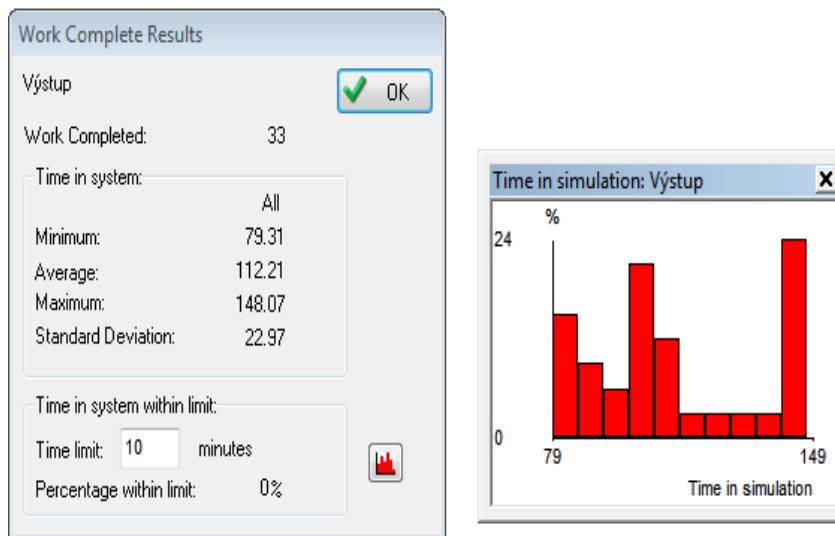 Work Complete Results
Výstup
OK
Work Completed: 33
Time in system:
All
Minimum: 79.31
Average: 112.21
Maximum: 148.07
Standard Deviation: 22.97
Time in system within limit:
Time limit: 10 minutes
Percentage within limit: 0%
Time in simulation: Výstup
%
24
0
79 149
Time in simulation